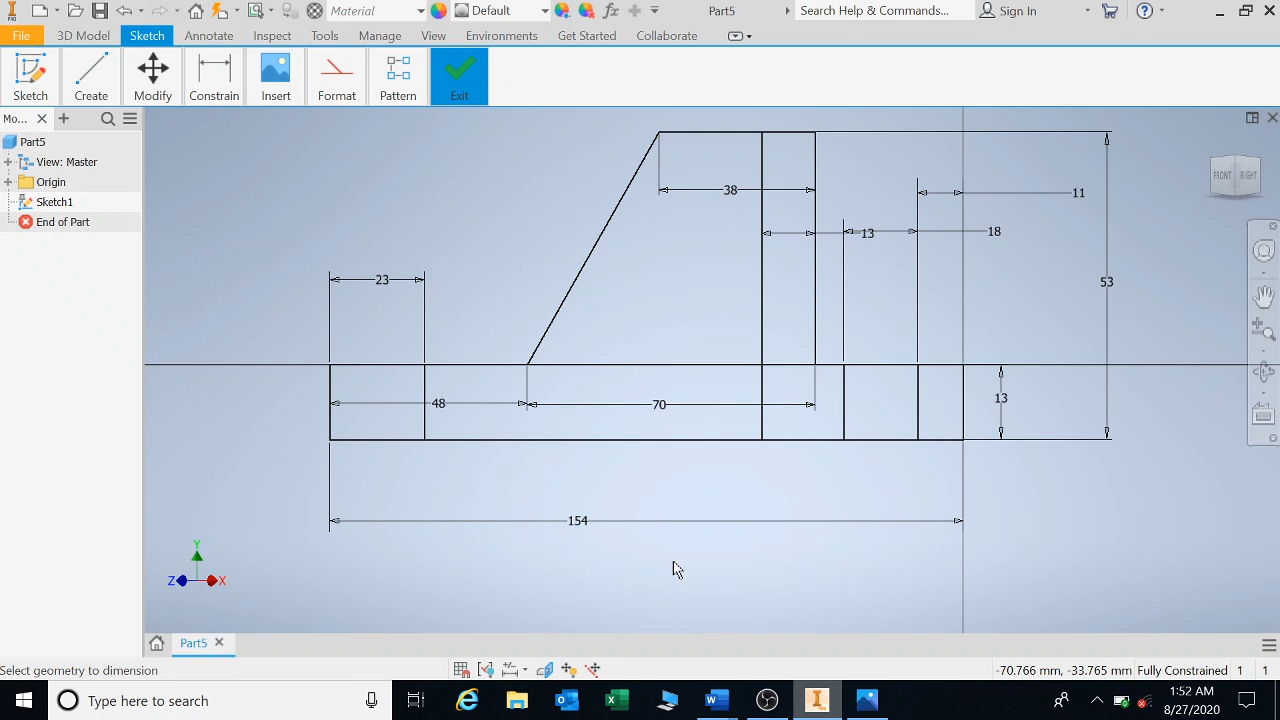 PRO
Material
Default
Part5
Search Help & Commands...
Sign In
File
3D Model
Sketch
Annotate
Inspect
Tools
Manage
View
Environments
Get Started
Collaborate
Sketch
Create
Modify
Constrain
Insert
Format
Pattern
Exit
Mo...
Part5
View: Master
Origin
Sketch1
End of Part
FRONT
RIGHT
38
11
13
18
23
53
48
70
13
154
Y
Z
X
Part5
Select geometry to dimension
-70.766 mm, -33.765 mm
Fully Constrained
1
1
Type here to search
1:52 AM
8/27/2020